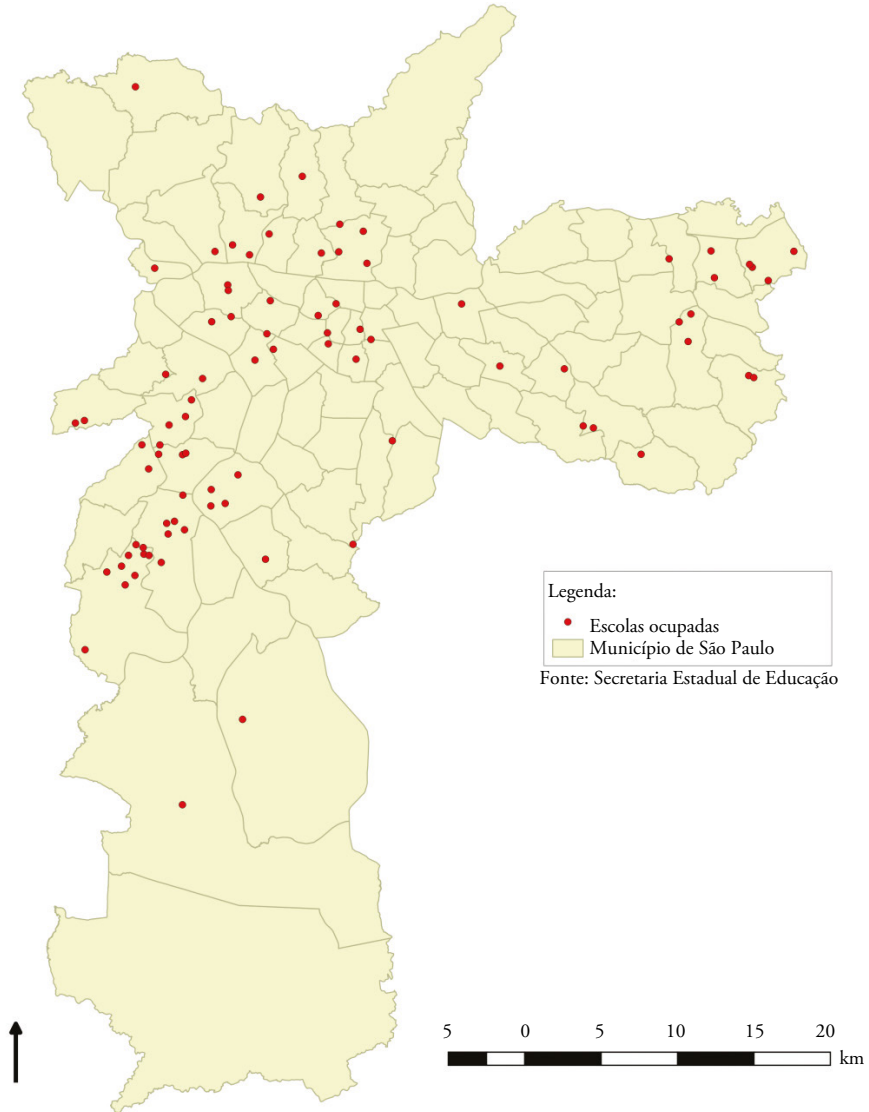 Legenda:
Escolas ocupadas
Município de São Paulo
Fonte: Secretaria Estadual de Educação
5 0 5 10 15 20
km